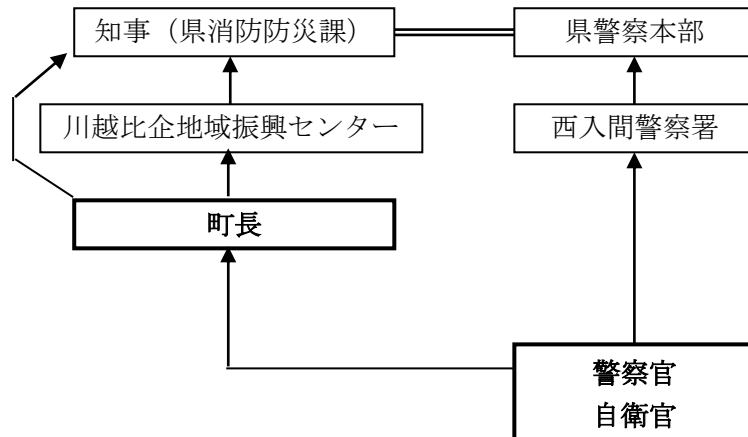 知事（県消防防災課）
県警察本部
川越比企地域振興センター
西入間警察署
町長
警察官
自衛官